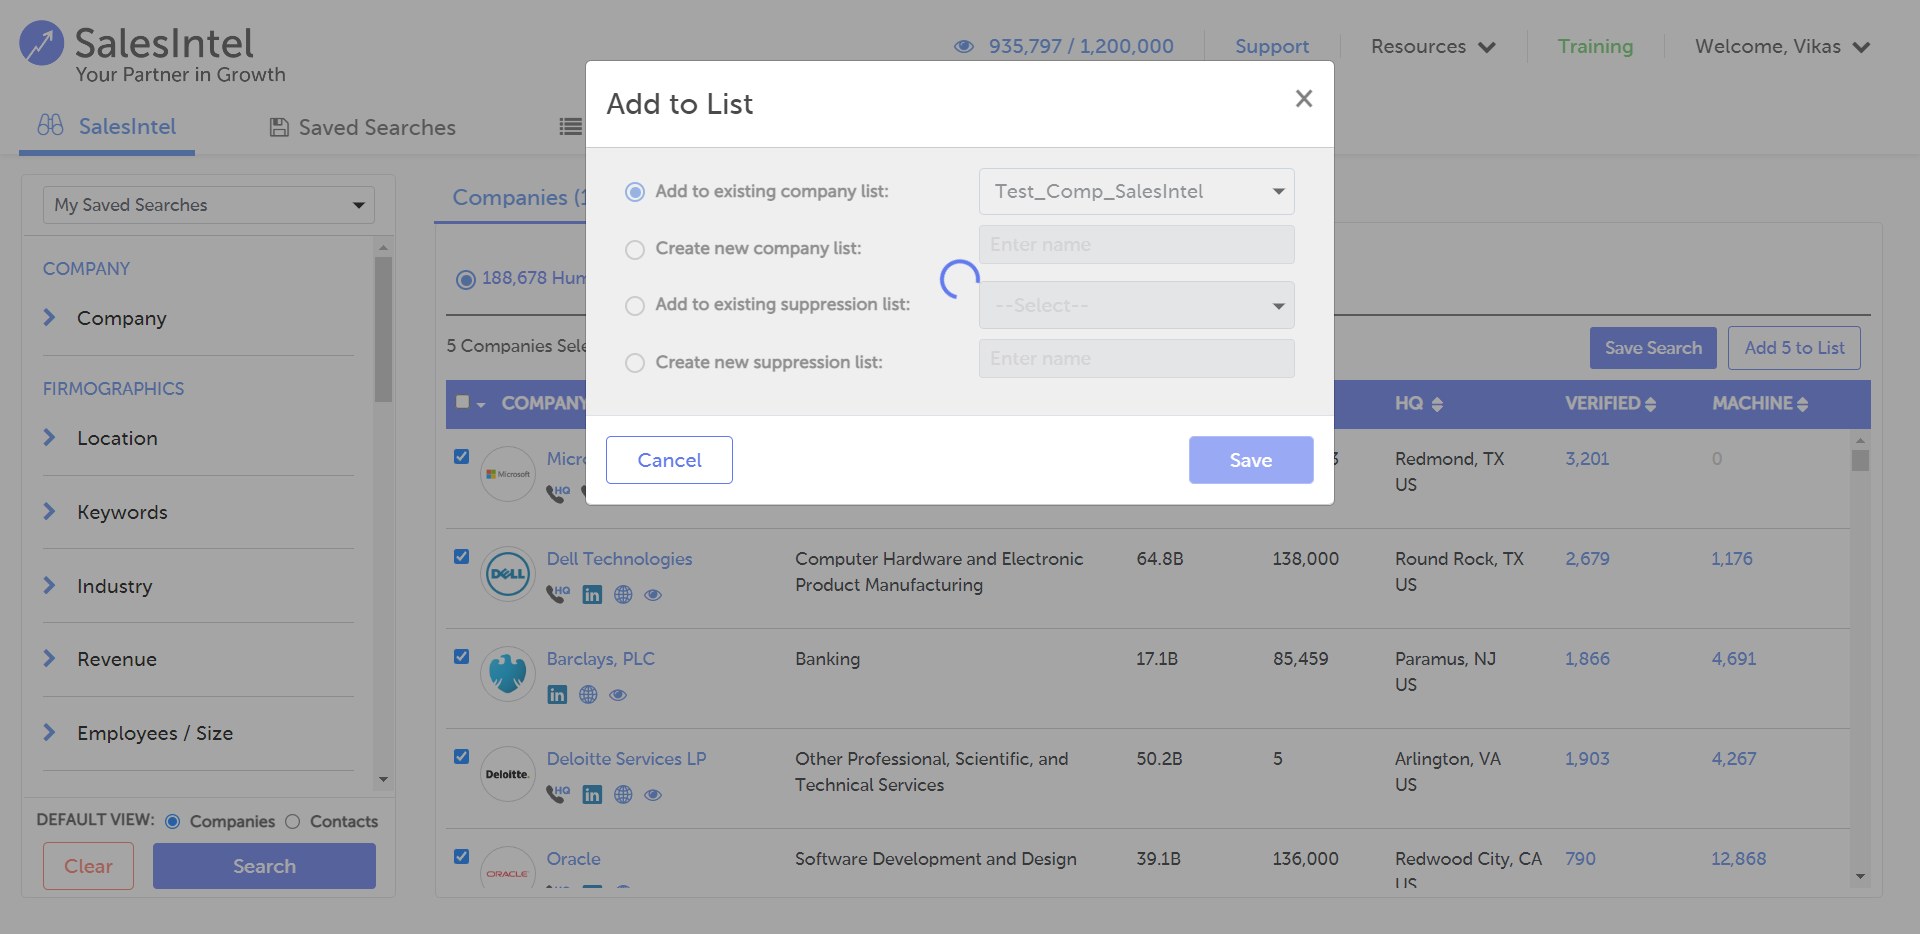 SalesIntel
Your Partner in Growth
935,797 / 1,200,000
Support
Resources
Training
Welcome, Vikas
SalesIntel
Saved Searches
My Saved Searches
COMPANY
Company
FIRMOGRAPHICS
Location
Keywords
Industry
Revenue
Employees / Size
DEFAULT VIEW:
Companies
Contacts
Clear
Search
Add to List
Add to existing company list:
Test_Comp_SalesIntel
Create new company list:
Enter name
Add to existing suppression list:
--Select--
Create new suppression list:
Enter name
Cancel
Save
Companies (1
188,678 Hum
5 Companies Sele
Save Search
Add 5 to List
COMPANY
HQ
VERIFIED
MACHINE
Microsoft
Micr
HQ
3
Redmond, TX
US
3,201
0
DELL
Dell Technologies
HQ
Computer Hardware and Electronic
Product Manufacturing
64.8B
138,000
Round Rock, TX
US
2,679
1,176
Barclays, PLC
Banking
17.1B
85,459
Paramus, NJ
US
1,866
4,691
Deloitte.
Deloitte Services LP
HQ
Other Professional, Scientific, and
Technical Services
50.2B
5
Arlington, VA
US
1,903
4,267
ORACLE
Oracle
Software Development and Design
39.1B
136,000
Redwood City, CA
US
790
12,868